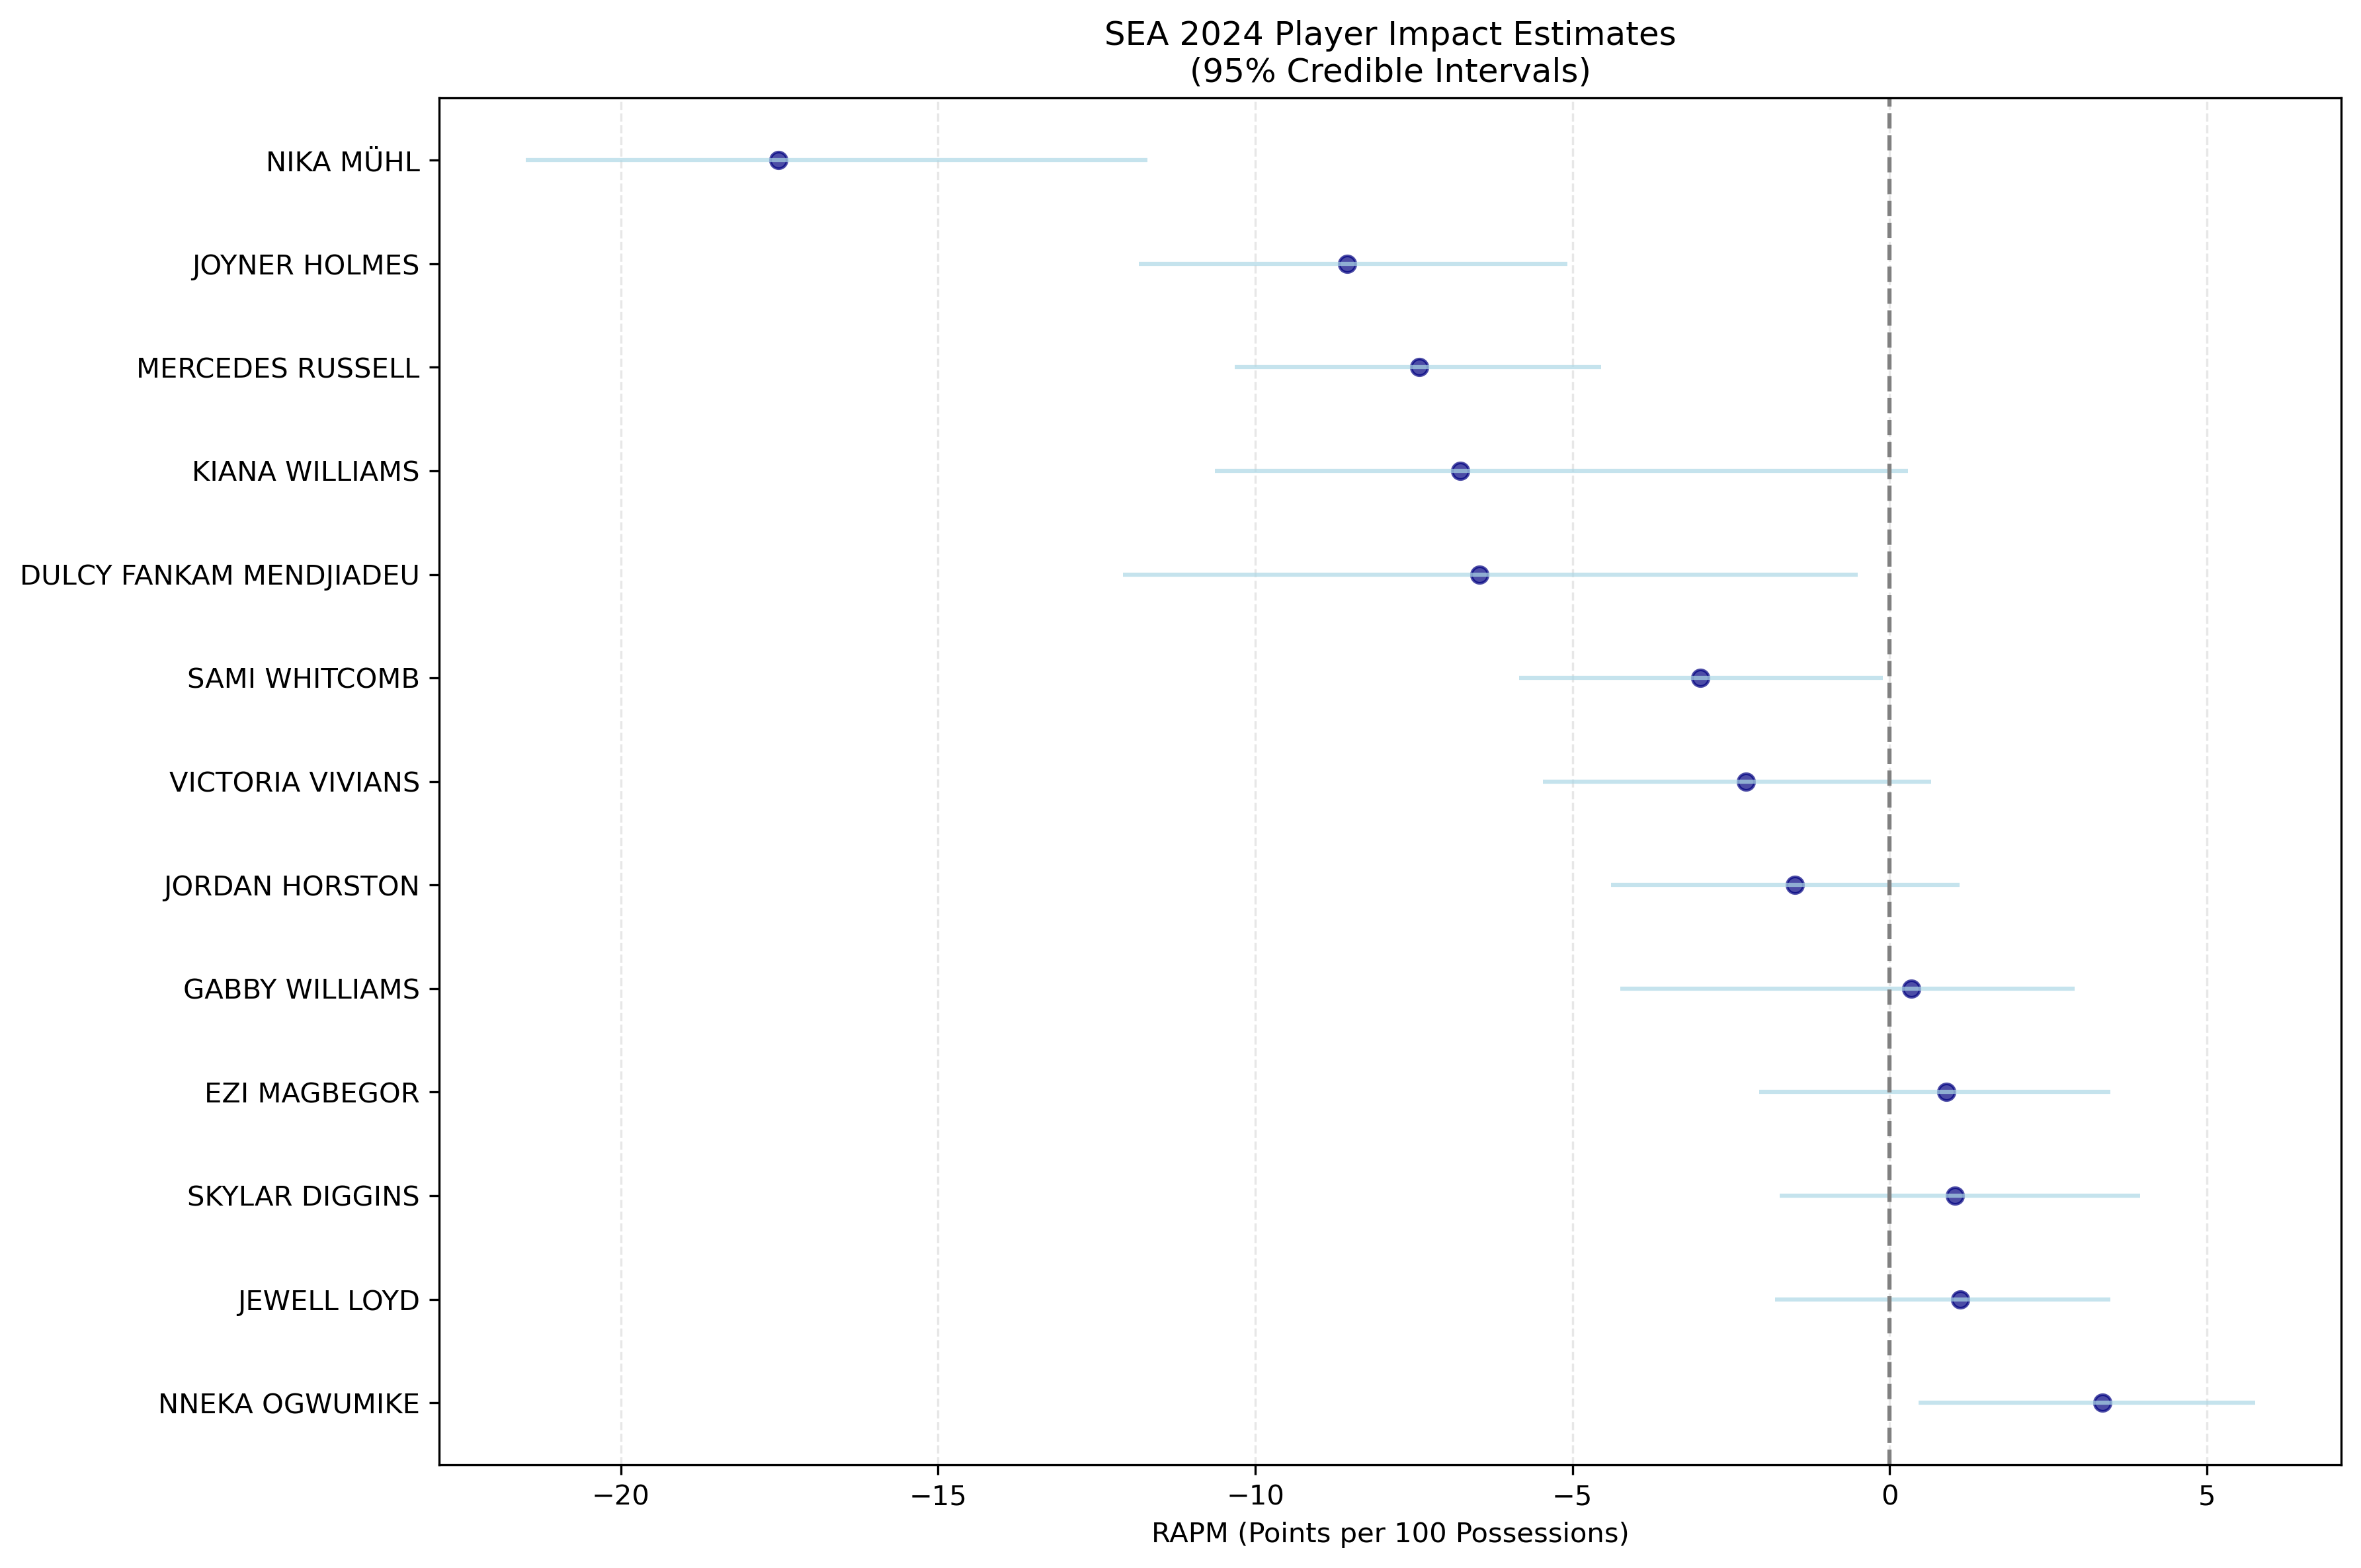 SEA 2024 Player Impact Estimates
(95% Credible Intervals)
NIKA MÜHL
JOYNER HOLMES
MERCEDES RUSSELL
KIANA WILLIAMS
DULCY FANKAM MENDJIADEU
SAMI WHITCOMB
VICTORIA VIVIANS
JORDAN HORSTON
GABBY WILLIAMS
EZI MAGBEGOR
SKYLAR DIGGINS
JEWELL LOYD
NNEKA OGWUMIKE
−20 −15 −10 −5 0 5
RAPM (Points per 100 Possessions)